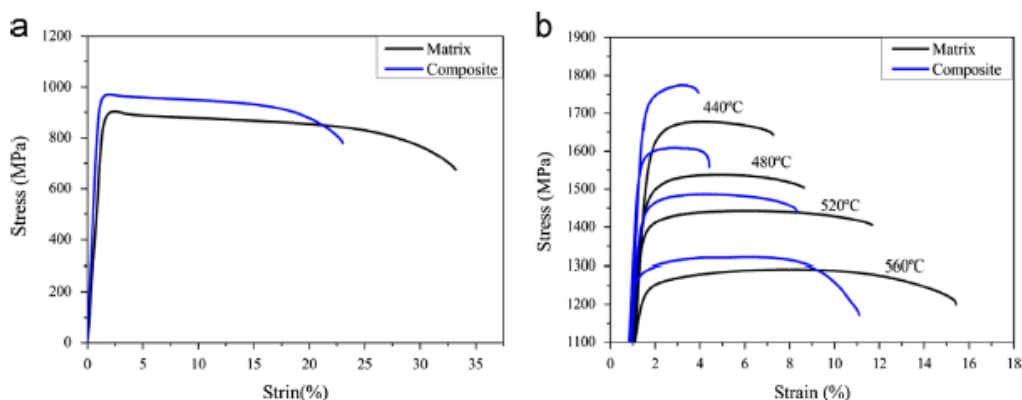 a
1200
1000
800
600
400
200
0
Stress (MPa)
0 5 10 15 20 25 30 35
Strin(%)
Matrix
Composite
b
1900
1800
1700
1600
1500
1400
1300
1200
1100
Stress (MPa)
0 2 4 6 8 10 12 14 16 18
Strain (%)
Matrix
Composite
440ºC
480ºC
520ºC
560ºC